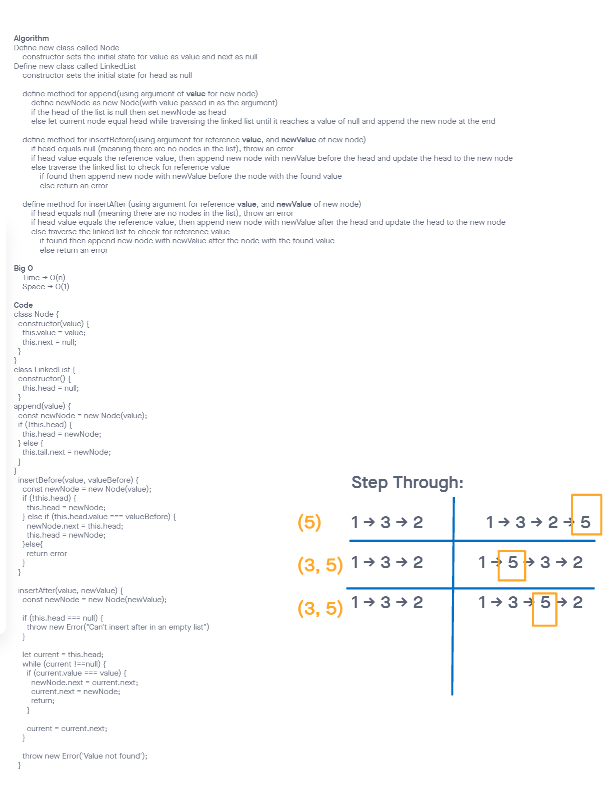 Algorithm
Define new class called Node
constructor sets the initial state for value as value and next as null
Define new class called LinkedList
constructor sets the initial state for head as null
define method for append(using argument of value for new node)
define newNode as new Node(with value passed in as the argument)
if the head of the list is null then set newNode as head
else let current node equal head while traversing the linked list until it reaches a value of null and append the new node at the end
define method for insertBefore(using argument for reference value, and newValue of new node)
if head equals null (meaning there are no nodes in the list), throw an error
if head value equals the reference value, then append new node with newValue before the head and update the head to the new node
else traverse the linked list to check for reference value
if found then append new node with newValue before the node with the found value
else return an error
define method for insertAfter (using argument for reference value, and newValue of new node)
if head equals null (meaning there are no nodes in the list), throw an error
if head value equals the reference value, then append new node with newValue after the head and update the head to the new node
else traverse the linked list to check for reference value
if found then append new node with newValue after the node with the found value
else return an error
Big O
Time → O(n)
Space → O(1)
Code
class Node {
constructor(value) {
this.value = value;
this.next = null;
}
}
class LinkedList {
constructor() {
this.head = null;
}
append(value) {
const newNode = new Node(value);
if (!this.head) {
this.head = newNode;
} else {
this.tail.next = newNode;
}
}
insertBefore(value, valueBefore) {
const newNode = new Node(value);
if (!this.head) {
this.head = newNode;
} else if (this.head.value === valueBefore) {
newNode.next = this.head;
this.head = newNode;
}else{
return error
}
}
insertAfter(value, newValue) {
const newNode = new Node(newValue);
if (this.head === null) {
throw new Error("Can't insert after in an empty list")
}
let current = this.head;
while (current !==null) {
if (current.value === value) {
newNode.next = current.next;
current.next = newNode;
return;
}
current = current.next;
}
throw new Error('Value not found');
}
Step Through:
(5) 1 → 3 → 2 1 → 3 → 2 → 5
(3, 5) 1 → 3 → 2 1 → 5 → 3 → 2
(3, 5) 1 → 3 → 2 1 → 3 → 5 → 2